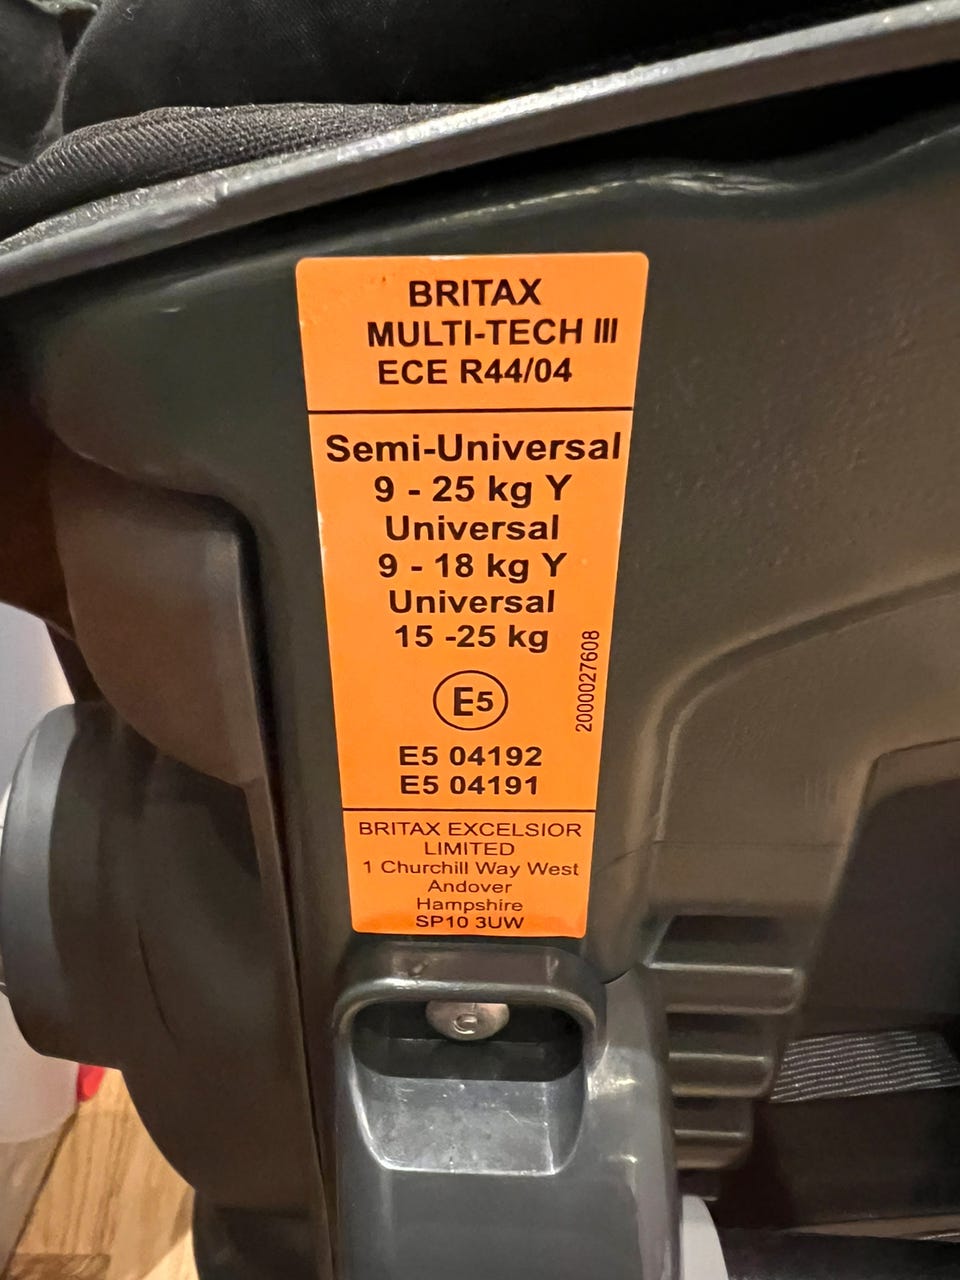 BRITAX
MULTI-TECH III
ECE R44/04
Semi-Universal
9 - 25 kg Y
Universal
9 - 18 kg Y
Universal
15 -25 kg
2000027608
E5
E5 04192
E5 04191
BRITAX EXCELSIOR
LIMITED
1 Churchill Way West
Andover
Hampshire
SP10 3UW
C